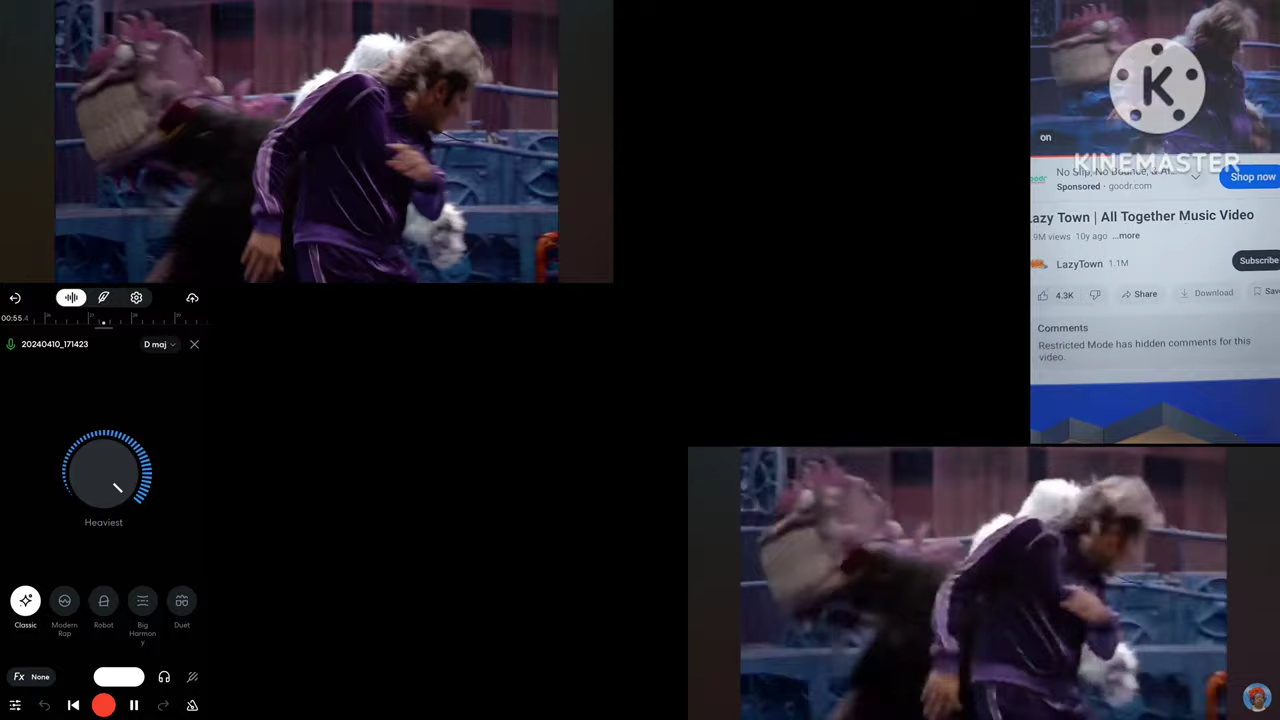 00:55.4
20240410_171423
D maj
Heaviest
Classic
Modern
Rap
Robot
Big
Harmon
y
Duet
Fx None
K
KINEMASTER
on
Sponsored · goodr.com
Shop now
azy Town | All Together Music Video
9M views 10y ago ...more
LazyTown 1.1M
Subscribe
4.3K
Share
Download
Sav
Comments
Restricted Mode has hidden comments for this
video.